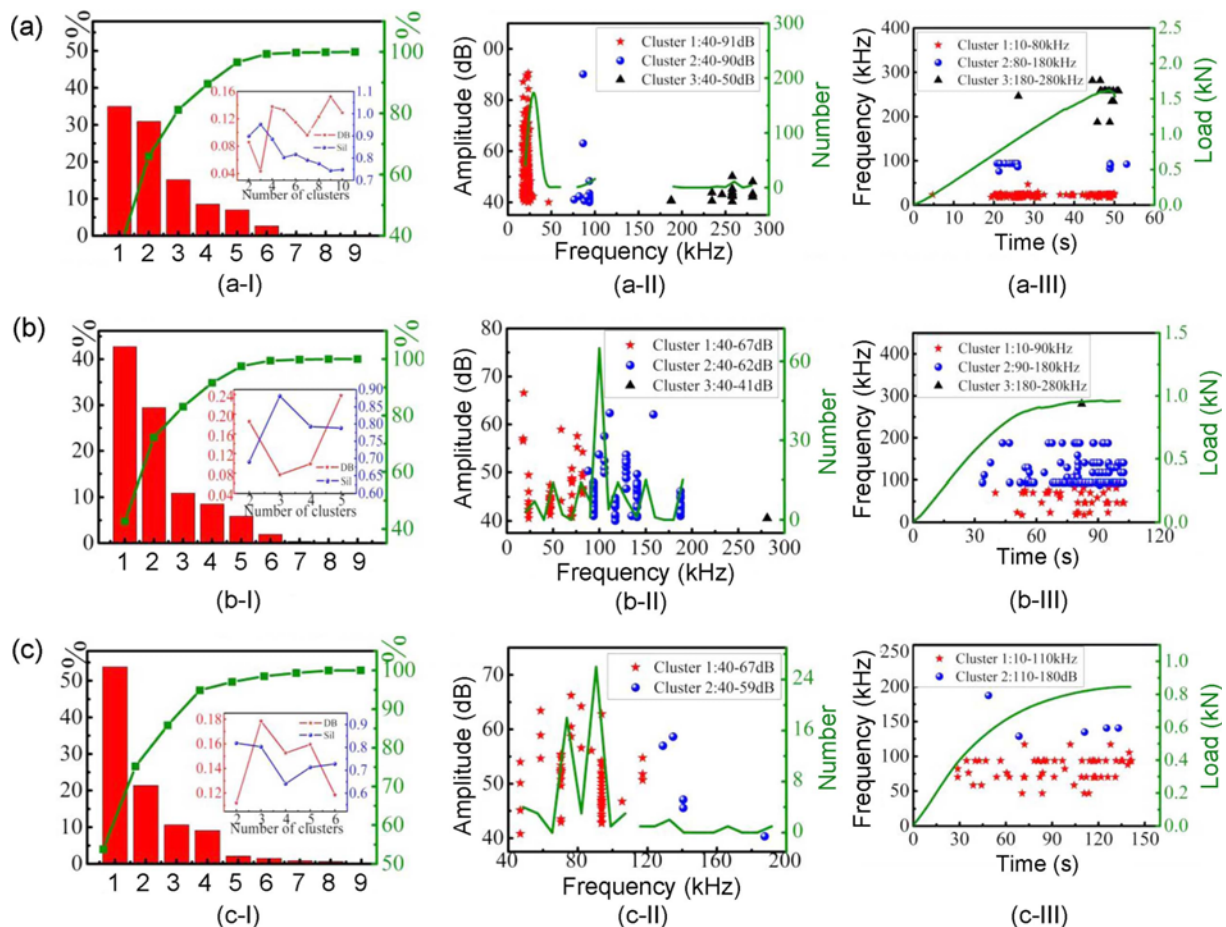 (a)
%
50
40
30
20
10
0
1 2 3 4 5 6 7 8 9
%
100
80
60
40
0.16
0.12
0.08
0.04
1.1
1.0
0.9
0.8
0.7
DB
Sil
2 4 6 8 10
Number of clusters
(a-I)
Amplitude (dB)
00
90
80
70
60
50
40
Cluster 1:40-91dB
Cluster 2:40-90dB
Cluster 3:40-50dB
300
200
100
0
Number
0 50 100 150 200 250 300
Frequency (kHz)
(a-II)
Frequency (kHz)
400
300
200
100
0
Cluster 1:10-80kHz
Cluster 2:80-180kHz
Cluster 3:180-280kHz
2.5
2.0
1.5
1.0
0.5
0.0
Load (kN)
0 10 20 30 40 50 60
Time (s)
(a-III)
(b)
%
40
30
20
10
0
1 2 3 4 5 6 7 8 9
%
100
80
60
40
0.24
0.20
0.16
0.12
0.08
0.04
0.90
0.85
0.80
0.75
0.70
0.65
0.60
DB
Sil
2 3 4 5
Number of clusters
(b-I)
Amplitude (dB)
80
70
60
50
40
Cluster 1:40-67dB
Cluster 2:40-62dB
Cluster 3:40-41dB
60
30
0
Number
0 50 100 150 200 250 300
Frequency (kHz)
(b-II)
Frequency (kHz)
400
300
200
100
0
Cluster 1:10-90kHz
Cluster 2:90-180kHz
Cluster 3:180-280kHz
1.5
1.0
0.5
0.0
Load (kN)
0 30 60 90 120
Time (s)
(b-III)
(c)
%
50
40
30
20
10
0
1 2 3 4 5 6 7 8 9
%
100
90
80
70
60
50
0.18
0.16
0.14
0.12
0.9
0.8
0.7
0.6
DB
Sil
2 3 4 5 6
Number of clusters
(c-I)
Amplitude (dB)
70
60
50
40
Cluster 1:40-67dB
Cluster 2:40-59dB
24
16
8
0
Number
40 80 120 160 200
Frequency (kHz)
(c-II)
Frequency (kHz)
250
200
150
100
50
0
Cluster 1:10-110kHz
Cluster 2:110-180dB
1.0
0.8
0.6
0.4
0.2
0.0
Load (kN)
0 30 60 90 120 150
Time (s)
(c-III)